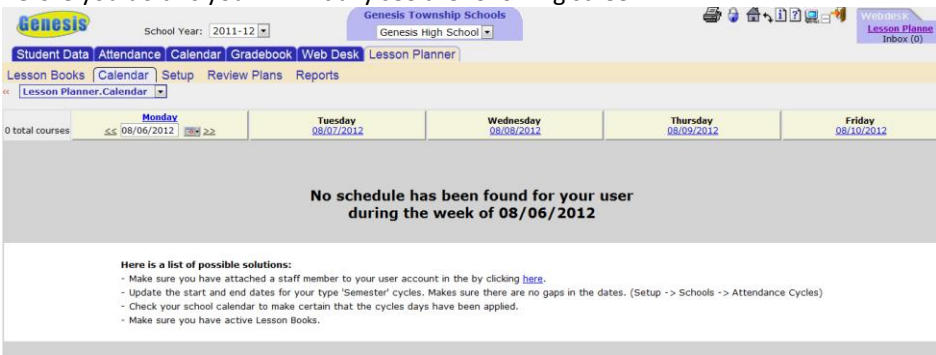 Genesis
School Year: 2011-12
Genesis Township Schools
Genesis High School
Webdesk
Lesson Planne
Inbox (0)
Student Data Attendance Calendar Gradebook Web Desk Lesson Planner
Lesson Books Calendar Setup Review Plans Reports
« Lesson Planner.Calendar
0 total courses
Monday
<< 08/06/2012 >>
Tuesday
08/07/2012
Wednesday
08/08/2012
Thursday
08/09/2012
Friday
08/10/2012
No schedule has been found for your user
during the week of 08/06/2012
Here is a list of possible solutions:
- Make sure you have attached a staff member to your user account in the by clicking here.
- Update the start and end dates for your type 'Semester' cycles. Makes sure there are no gaps in the dates. (Setup -> Schools -> Attendance Cycles)
- Check your school calendar to make certain that the cycles days have been applied.
- Make sure you have active Lesson Books.